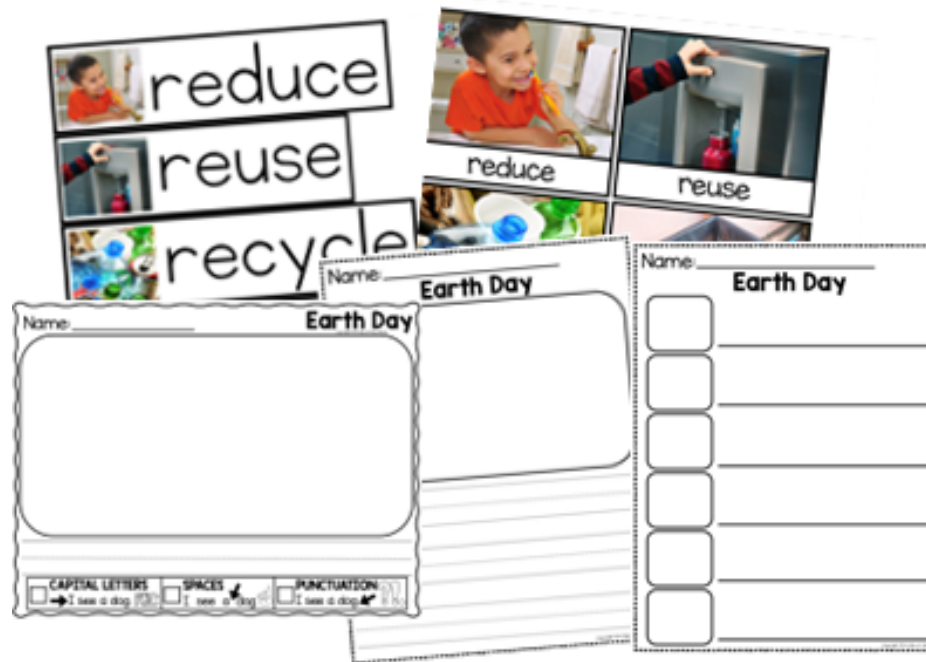 reduce
reuse
recycle
reduce
reuse
Name:
Earth Day
Name:
Earth Day
Name:
Earth Day
CAPITAL LETTERS
I see a dog.
SPACES
I see a dog
PUNCTUATION
I see a dog.